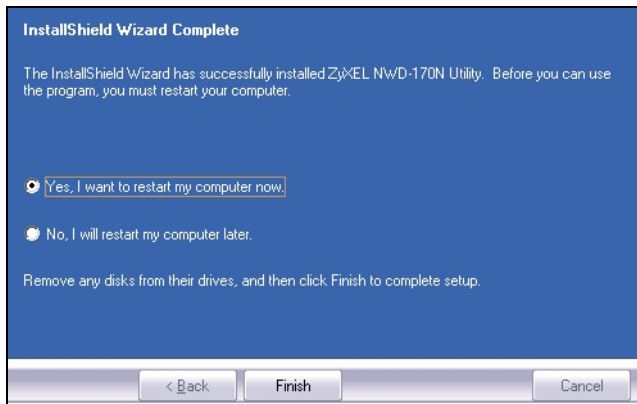 InstallShield Wizard Complete
The InstallShield Wizard has successfully installed ZyXEL NWD-170N Utility. Before you can use
the program, you must restart your computer.
Yes, I want to restart my computer now.
No, I will restart my computer later.
Remove any disks from their drives, and then click Finish to complete setup.
< Back Finish Cancel